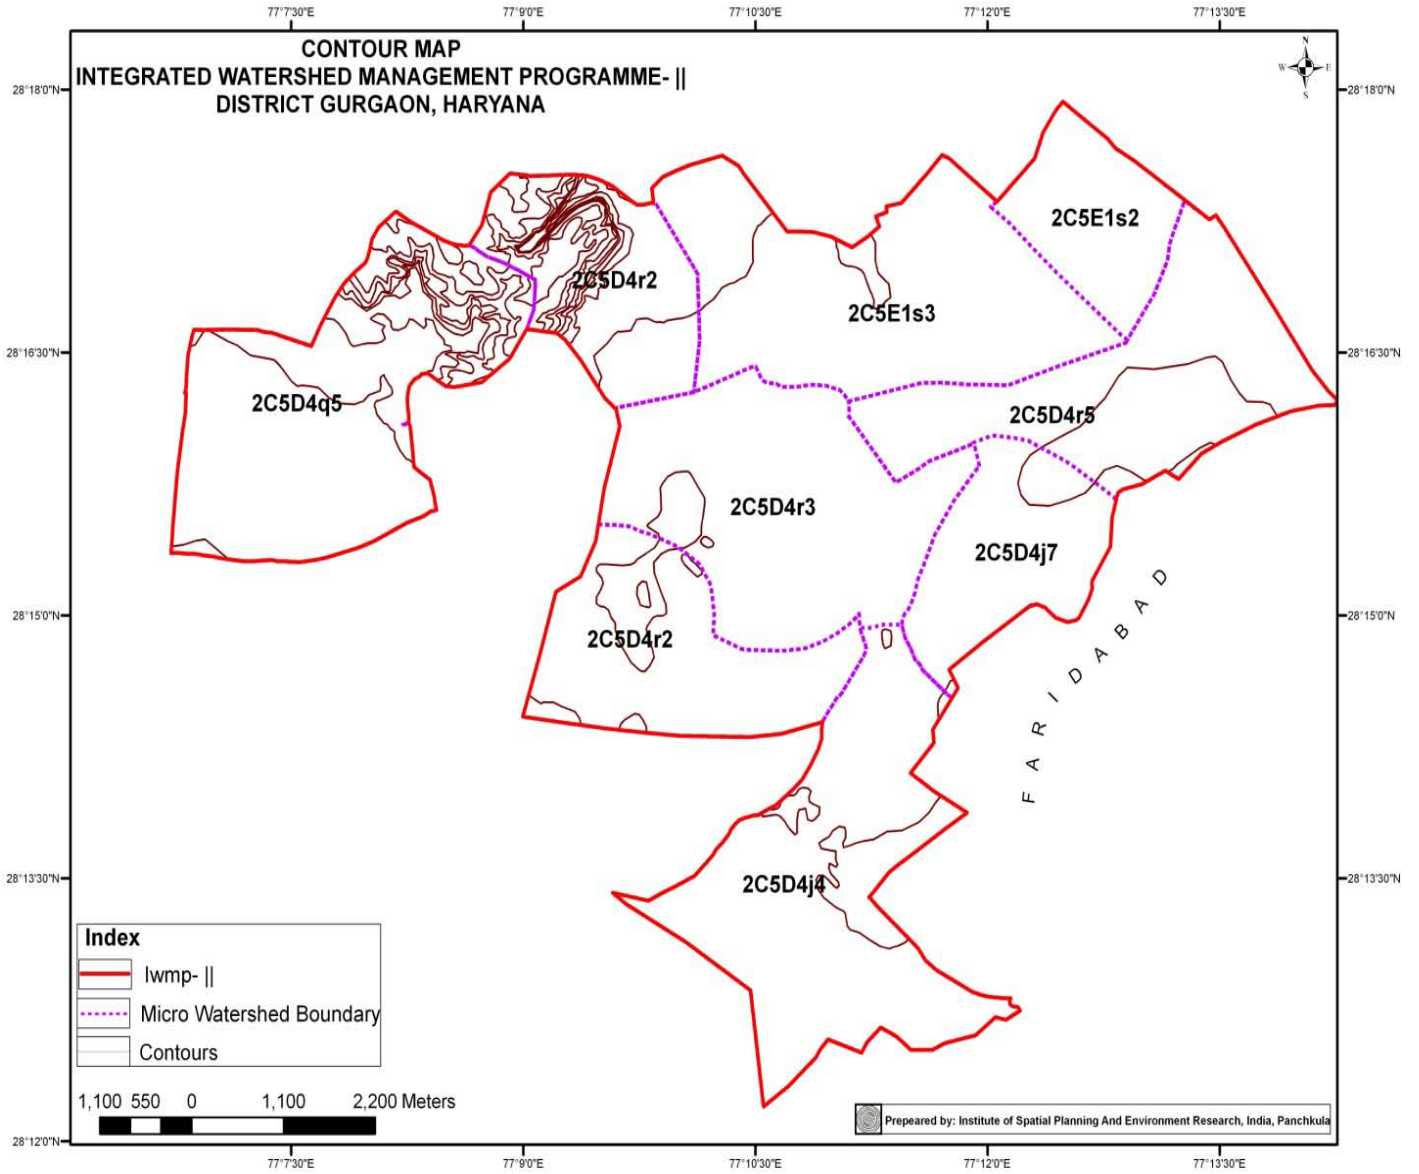 77°7'30"E 77°9'0"E 77°10'30"E 77°12'0"E 77°13'30"E
CONTOUR MAP
INTEGRATED WATERSHED MANAGEMENT PROGRAMME- ||
DISTRICT GURGAON, HARYANA
N
W E
S
28°18'0"N 28°18'0"N
2C5E1s2
2C5D4r2
2C5E1s3
28°16'30"N 28°16'30"N
2C5D4q5
2C5D4r5
2C5D4r3
2C5D4j7
FARIDABAD
28°15'0"N 28°15'0"N
2C5D4r2
28°13'30"N 28°13'30"N
2C5D4j4
Index
Iwmp- ||
Micro Watershed Boundary
Contours
1,100 550 0 1,100 2,200 Meters
Prepeared by: Institute of Spatial Planning And Environment Research, India, Panchkula
28°12'0"N 28°12'0"N
77°7'30"E 77°9'0"E 77°10'30"E 77°12'0"E 77°13'30"E